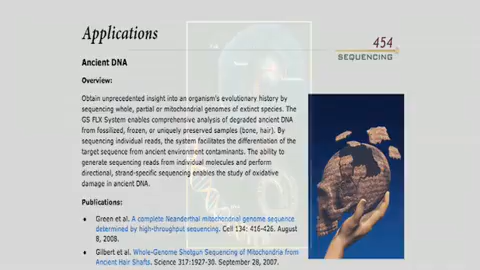 Applications
454
SEQUENCING
Ancient DNA
Overview:
Obtain unprecedented insight into an organism's evolutionary history by
sequencing whole, partial or mitochondrial genomes of extinct species. The
GS FLX System enables comprehensive analysis of degraded ancient DNA
from fossilized, frozen, or uniquely preserved samples (bone, hair). By
sequencing individual reads, the system facilitates the differentiation of the
target sequence from ancient environment contaminants. The ability to
generate sequencing reads from individual molecules and perform
directional, strand-specific sequencing enables the study of oxidative
damage in ancient DNA.
Publications:
• Green et al. A complete Neanderthal mitochondrial genome sequence
determined by high-throughput sequencing. Cell 134: 416-426. August
8, 2008.
• Gilbert et al. Whole-Genome Shotgun Sequencing of Mitochondria from
Ancient Hair Shafts. Science 317:1927-30. September 28, 2007.